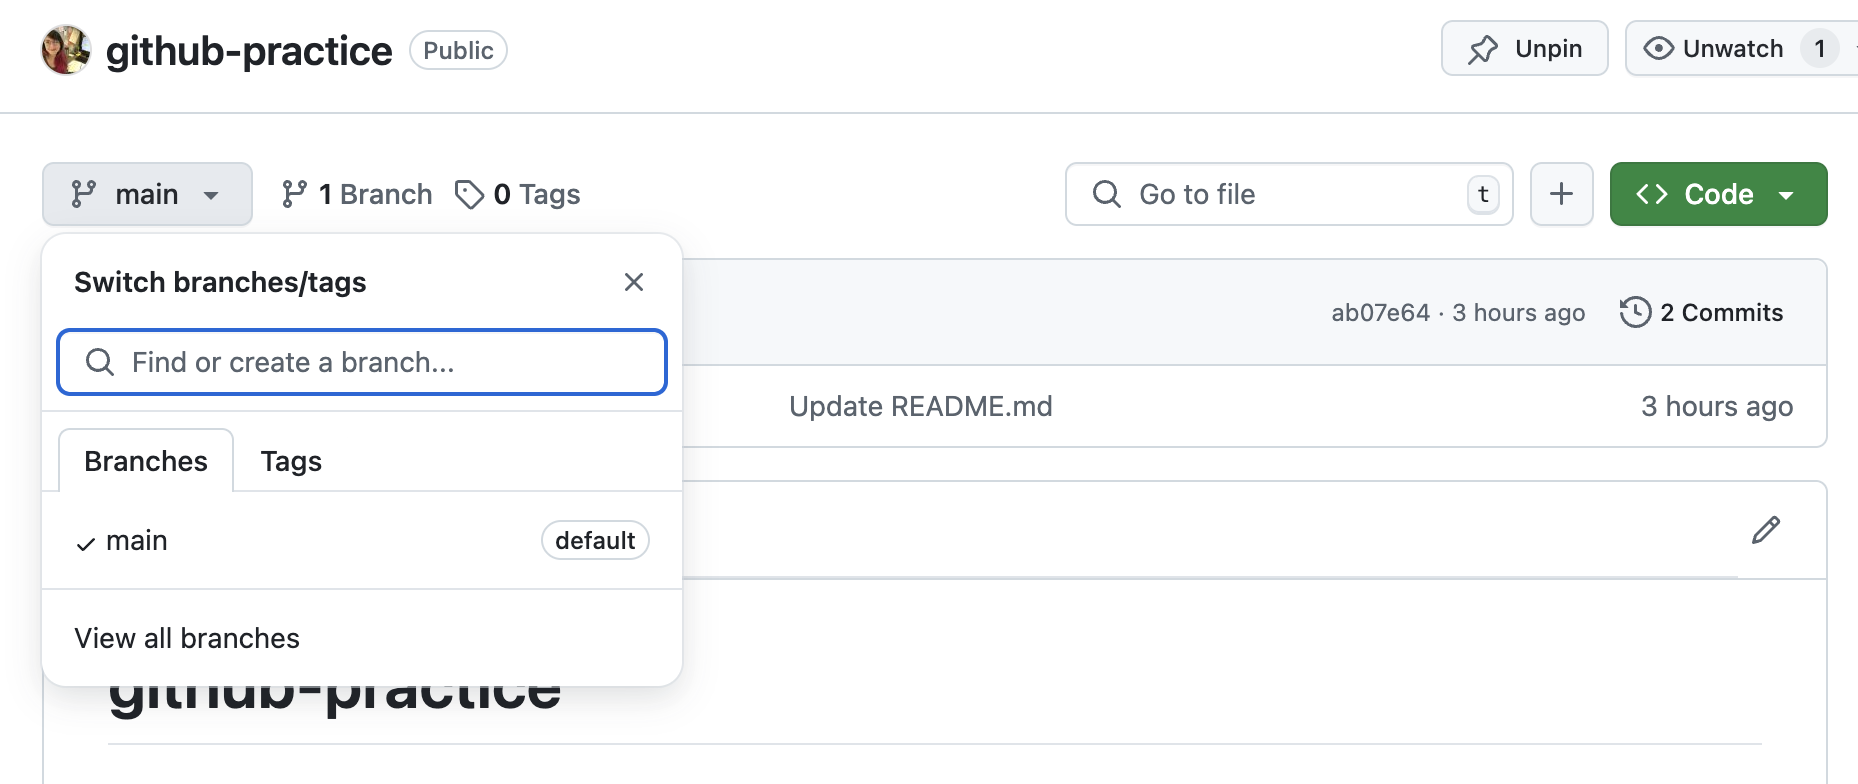 github-practice Public Unpin Unwatch 1
main 1 Branch 0 Tags Go to file t + Code
Switch branches/tags
ab07e64 · 3 hours ago 2 Commits
Find or create a branch...
Update README.md 3 hours ago
Branches Tags
main default
View all branches
github-practice